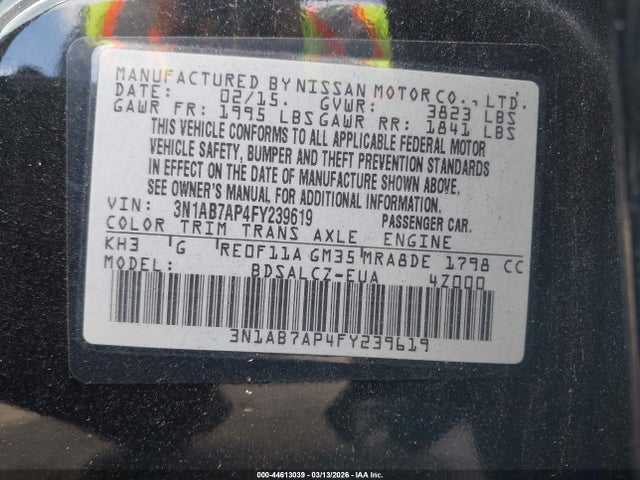 MANUFACTURED BY NISSAN MOTOR CO., LTD.
DATE: 02/15. GVWR: 3823 LBS
GAWR FR: 1995 LBS GAWR RR: 1841 LBS
THIS VEHICLE CONFORMS TO ALL APPLICABLE FEDERAL MOTOR
VEHICLE SAFETY, BUMPER AND THEFT PREVENTION STANDARDS
IN EFFECT ON THE DATE OF MANUFACTURE SHOWN ABOVE.
SEE OWNER'S MANUAL FOR ADDITIONAL INFORMATION.
VIN: 3N1AB7AP4FY239619 PASSENGER CAR.
COLOR TRIM TRANS AXLE ENGINE
KH3 G RE0F11A GM35 MRA8DE 1798 CC
MODEL: BDSALCZ-EUA 4Z000
3N1AB7AP4FY239619
000-44613039 - 03/13/2026 - IAA Inc.